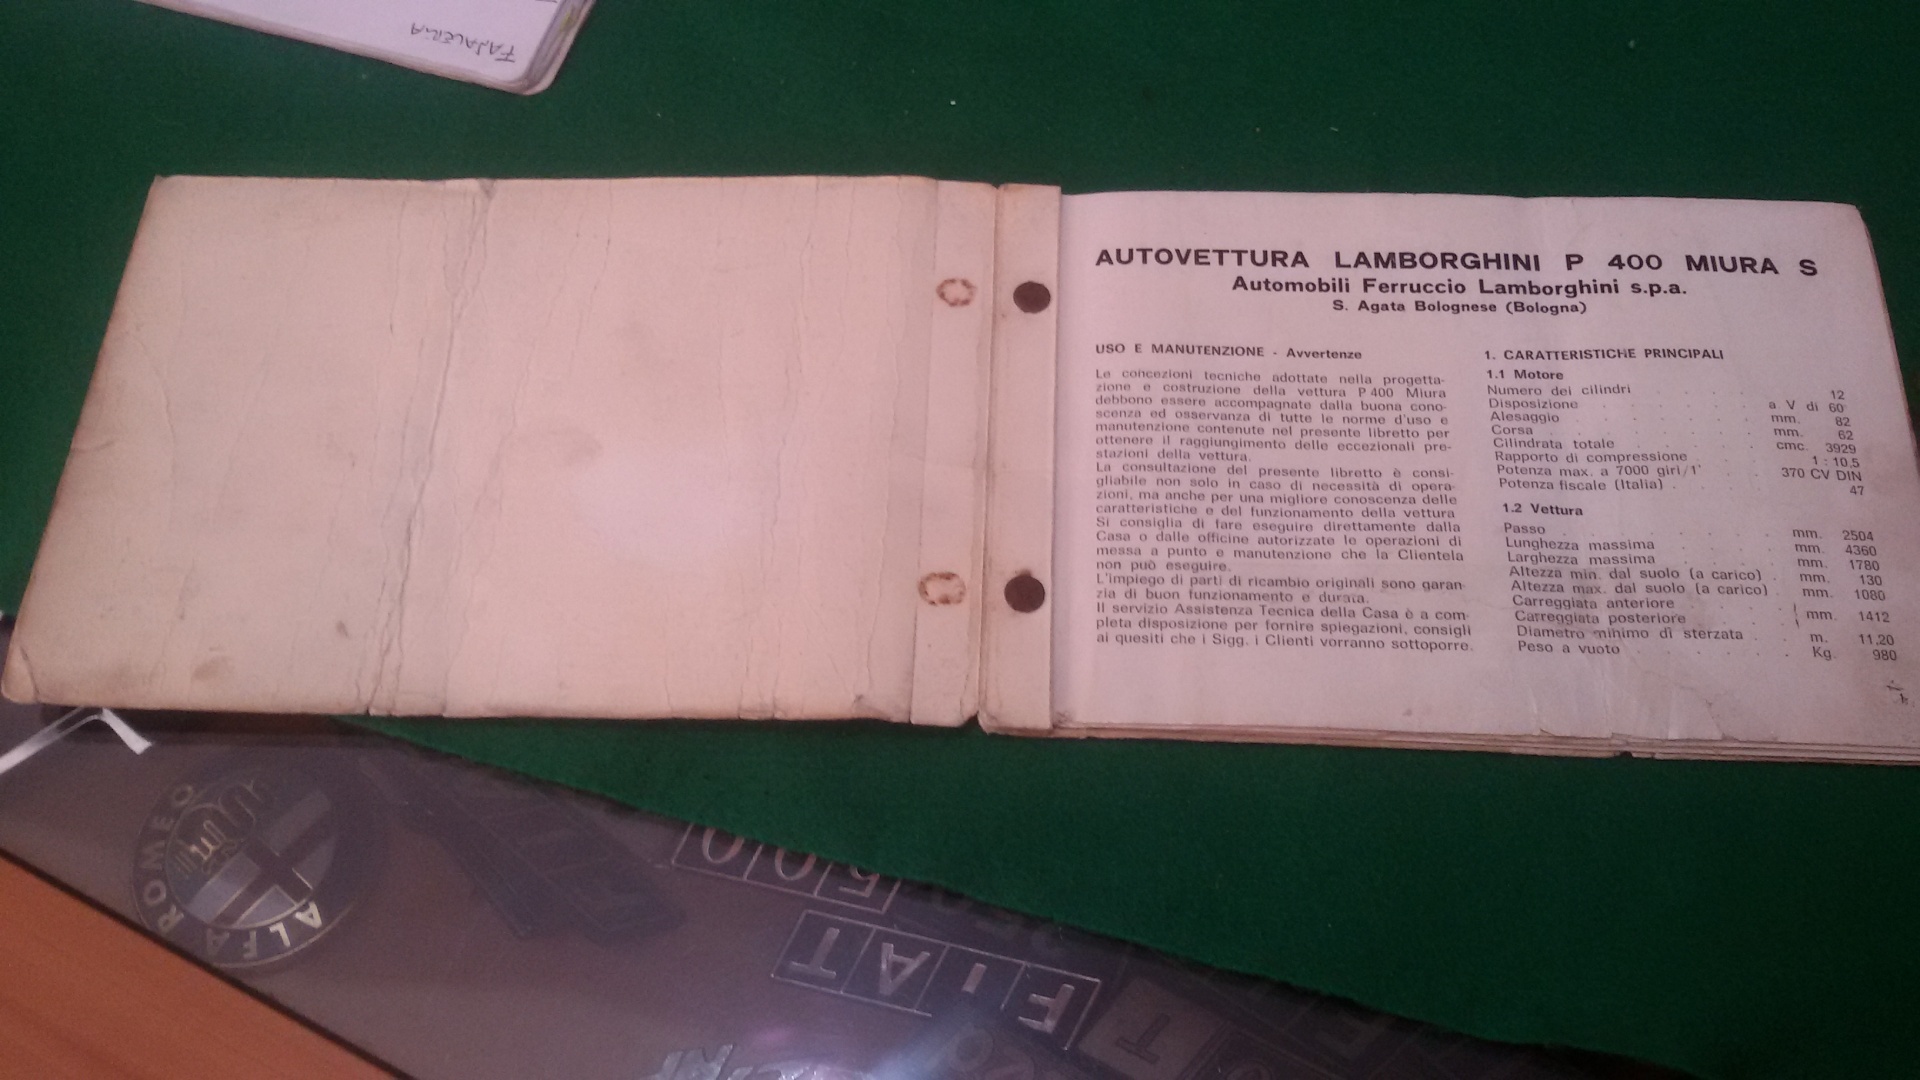 FANALERIA
AUTOVETTURA LAMBORGHINI P 400 MIURA S
Automobili Ferruccio Lamborghini s.p.a.
S. Agata Bolognese (Bologna)
USO E MANUTENZIONE - Avvertenze
Le concezioni tecniche adottate nella progetta-
zione e costruzione della vettura P 400 Miura
debbono essere accompagnate dalla buona cono-
scenza ed osservanza di tutte le norme d'uso e
manutenzione contenute nel presente libretto per
ottenere il raggiungimento delle eccezionali pre-
stazioni della vettura.
La consultazione del presente libretto è consi-
gliabile non solo in caso di necessità di opera-
zioni, ma anche per una migliore conoscenza delle
caratteristiche e del funzionamento della vettura
Si consiglia di fare eseguire direttamente dalla
Casa o dalle officine autorizzate le operazioni di
messa a punto e manutenzione che la Clientela
non può eseguire.
L'impiego di parti di ricambio originali sono garan-
zia di buon funzionamento e durata.
Il servizio Assistenza Tecnica della Casa è a com-
pleta disposizione per fornire spiegazioni, consigli
ai quesiti che i Sigg. i Clienti vorranno sottoporre.
1. CARATTERISTICHE PRINCIPALI
1.1 Motore
Numero dei cilindri 12
Disposizione a V di 60
Alesaggio mm. 82
Corsa mm. 62
Cilindrata totale cmc. 3929
Rapporto di compressione 1 : 10,5
Potenza max. a 7000 giri/1' 370 CV DIN
Potenza fiscale (Italia) 47
1.2 Vettura
Passo mm. 2504
Lunghezza massima mm. 4360
Larghezza massima mm. 1780
Altezza min. dal suolo (a carico) mm. 130
Altezza max. dal suolo (a carico) mm. 1080
Carreggiata anteriore
Carreggiata posteriore mm. 1412
Diametro minimo di sterzata m. 11,20
Peso a vuoto Kg. 980
ALFA ROMEO
500
FIAT